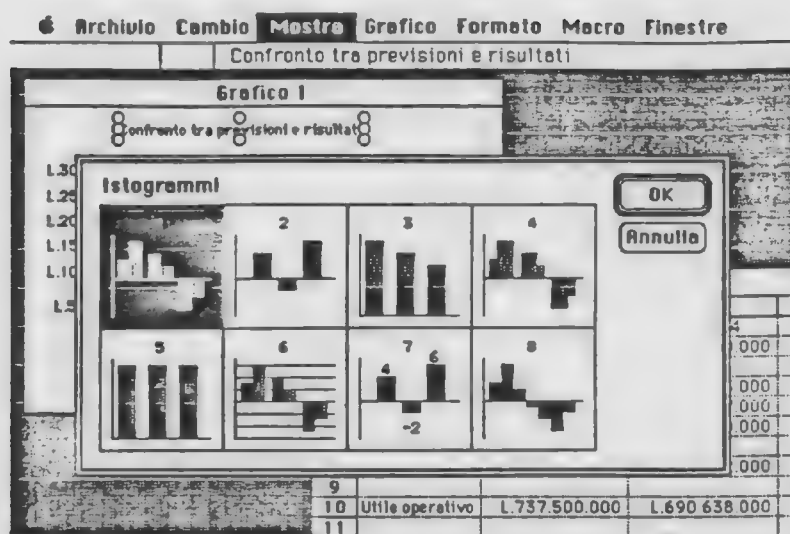 Archivio Cambio Mostra Grafico Formato Macro Finestre
Confronto tra previsioni e risultati
Grafico 1
Confronto tra previsioni e risultat
L.30
L.25
L.20
L.15
L.10
L.5
Istogrammi
OK
Annulla
2 3 4
5 6 7 8
4 6
-2
.000
000
000
000
.000
9
10 Utile operativo L.737.500.000 L.690 638.000
11